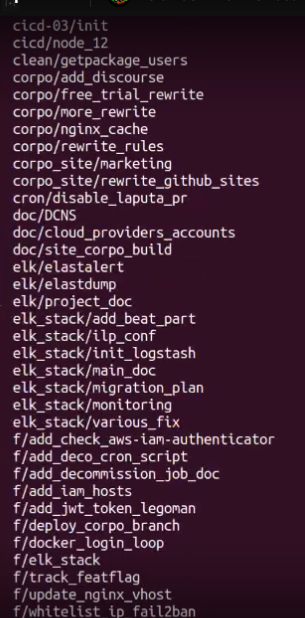 cicd-03/init
cicd/node_12
clean/getpackage_users
corpo/add_discourse
corpo/free_trial_rewrite
corpo/more_rewrite
corpo/nginx_cache
corpo/rewrite_rules
corpo_site/marketing
corpo_site/rewrite_github_sites
cron/disable_laputa_pr
doc/DCNS
doc/cloud_providers_accounts
doc/site_corpo_build
elk/elastalert
elk/elastdump
elk/project_doc
elk_stack/add_beat_part
elk_stack/ilp_conf
elk_stack/init_logstash
elk_stack/main_doc
elk_stack/migration_plan
elk_stack/monitoring
elk_stack/various_fix
f/add_check_aws-iam-authenticator
f/add_deco_cron_script
f/add_decommission_job_doc
f/add_iam_hosts
f/add_jwt_token_legoman
f/deploy_corpo_branch
f/docker_login_loop
f/elk_stack
f/track_featflag
f/update_nginx_vhost
f/whitelist_ip_fail2ban